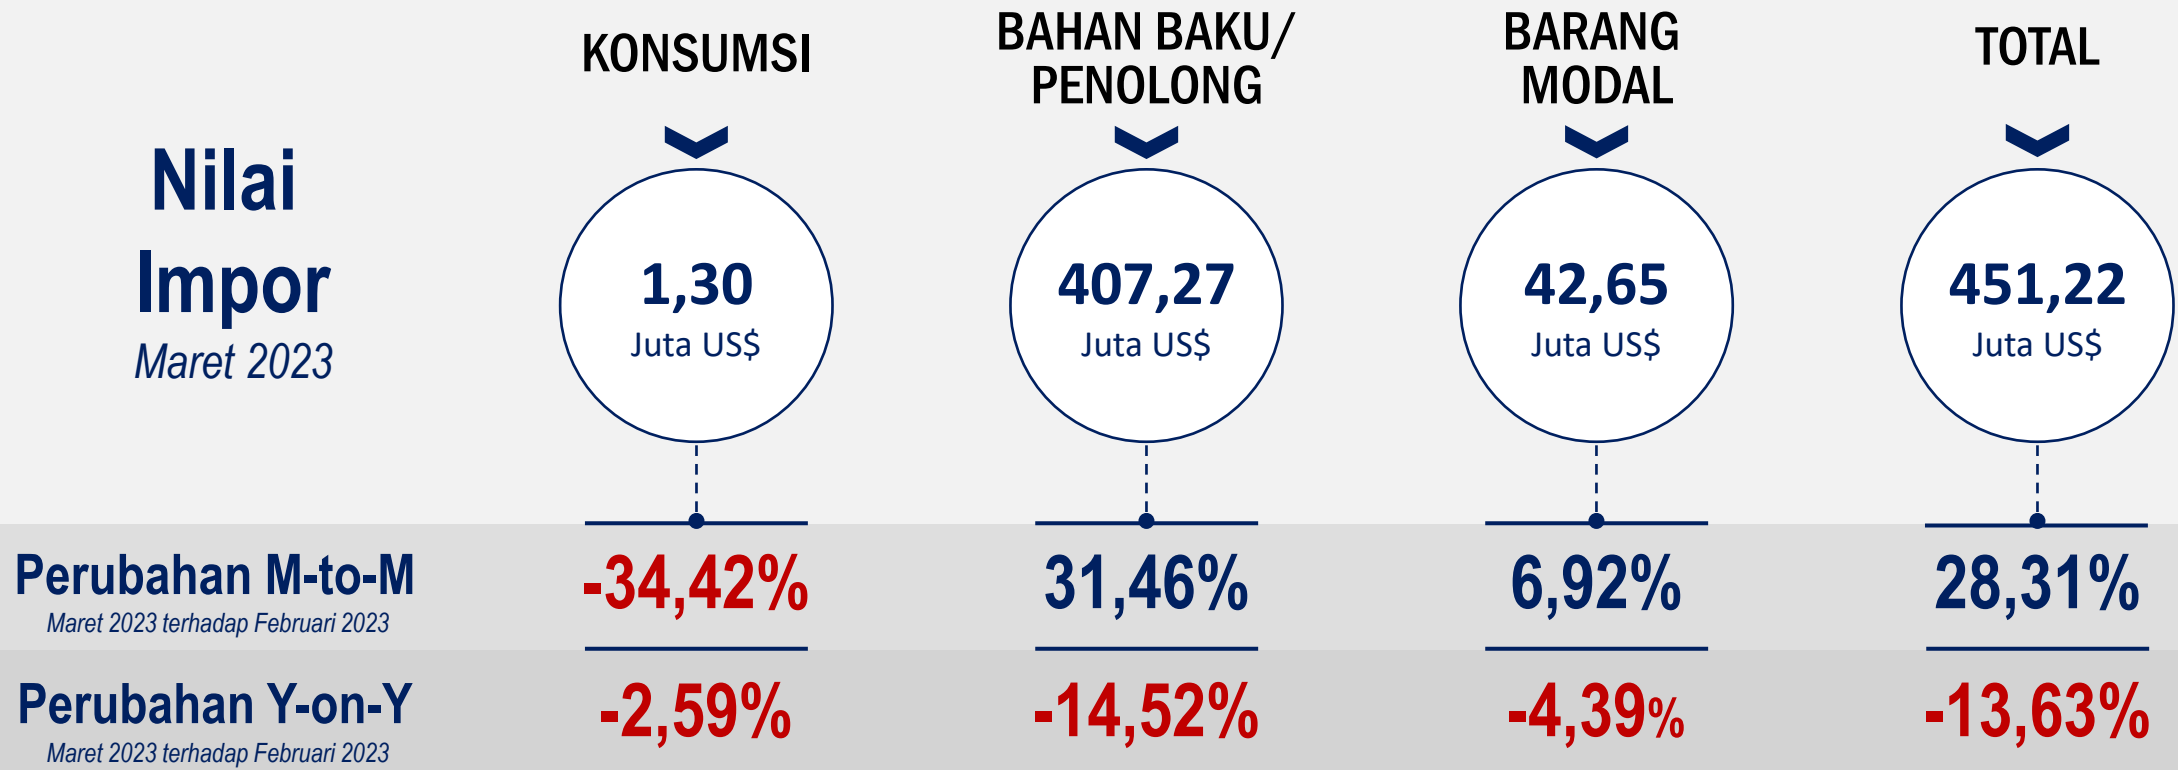 KONSUMSI
BAHAN BAKU/
PENOLONG
BARANG
MODAL
TOTAL
Nilai
Impor
Maret 2023
1,30
Juta US$
407,27
Juta US$
42,65
Juta US$
451,22
Juta US$
Perubahan M-to-M
Maret 2023 terhadap Februari 2023
-34,42%
31,46%
6,92%
28,31%
Perubahan Y-on-Y
Maret 2023 terhadap Februari 2023
-2,59%
-14,52%
-4,39%
-13,63%